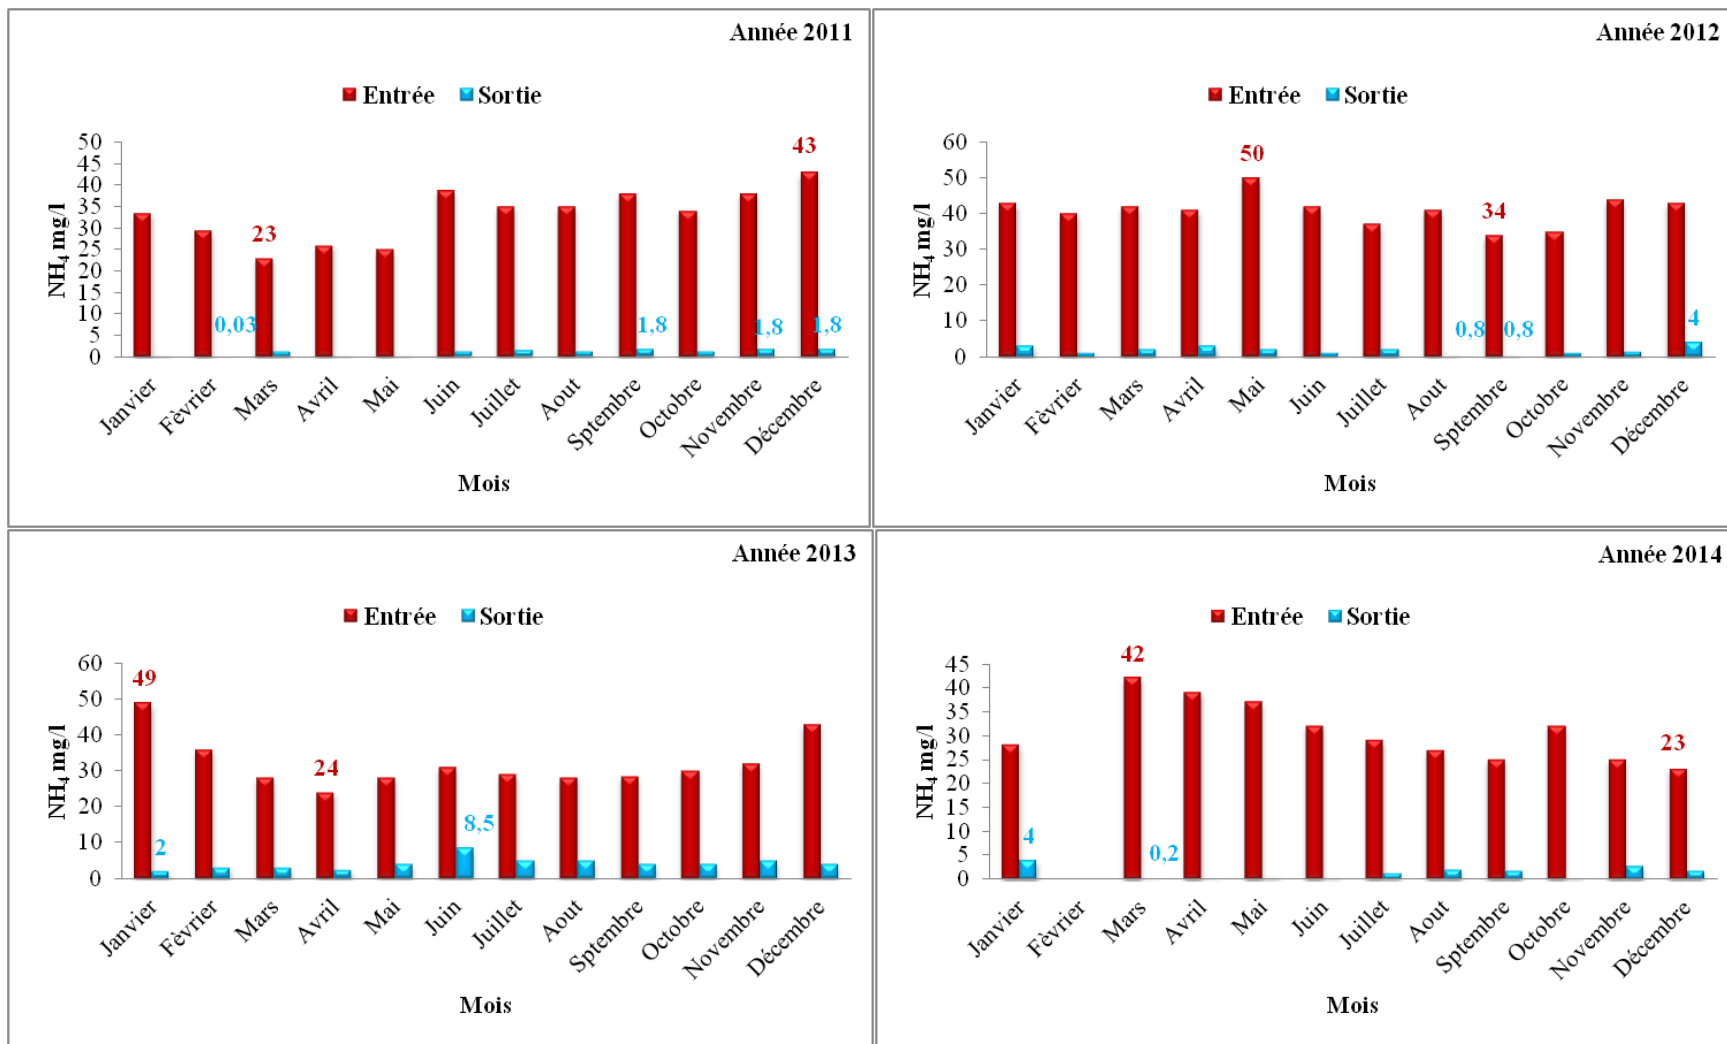 Année 2011
Entrée Sortie
50
45
40
35
30
25
20
15
10
5
0
NH₄ mg/l
43
23
0,03
1,8
1,8
1,8
Janvier
Fèvrier
Mars
Avril
Mai
Juin
Juillet
Aout
Sptembre
Octobre
Novembre
Décembre
Mois
Année 2012
Entrée Sortie
60
50
40
30
20
10
0
NH₄ mg/l
50
34
0,8
0,8
4
Janvier
Fèvrier
Mars
Avril
Mai
Juin
Juillet
Aout
Sptembre
Octobre
Novembre
Décembre
Mois
Année 2013
Entrée Sortie
60
50
40
30
20
10
0
NH₄ mg/l
49
24
2
8,5
Janvier
Fèvrier
Mars
Avril
Mai
Juin
Juillet
Aout
Sptembre
Octobre
Novembre
Décembre
Mois
Année 2014
Entrée Sortie
45
40
35
30
25
20
15
10
5
0
NH₄ mg/l
42
23
4
0,2
Janvier
Fèvrier
Mars
Avril
Mai
Juin
Juillet
Aout
Sptembre
Octobre
Novembre
Décembre
Mois